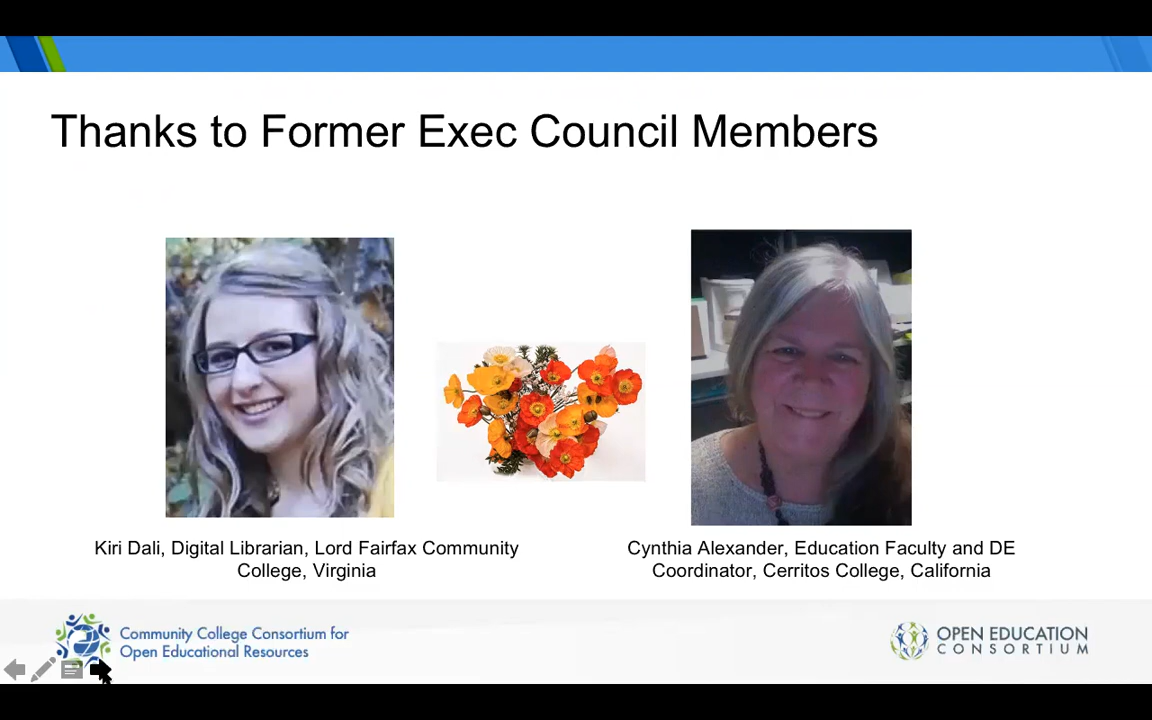 Thanks to Former Exec Council Members
Kiri Dali, Digital Librarian, Lord Fairfax Community
College, Virginia
Cynthia Alexander, Education Faculty and DE
Coordinator, Cerritos College, California
Community College Consortium for
Open Educational Resources
OPEN EDUCATION
CONSORTIUM